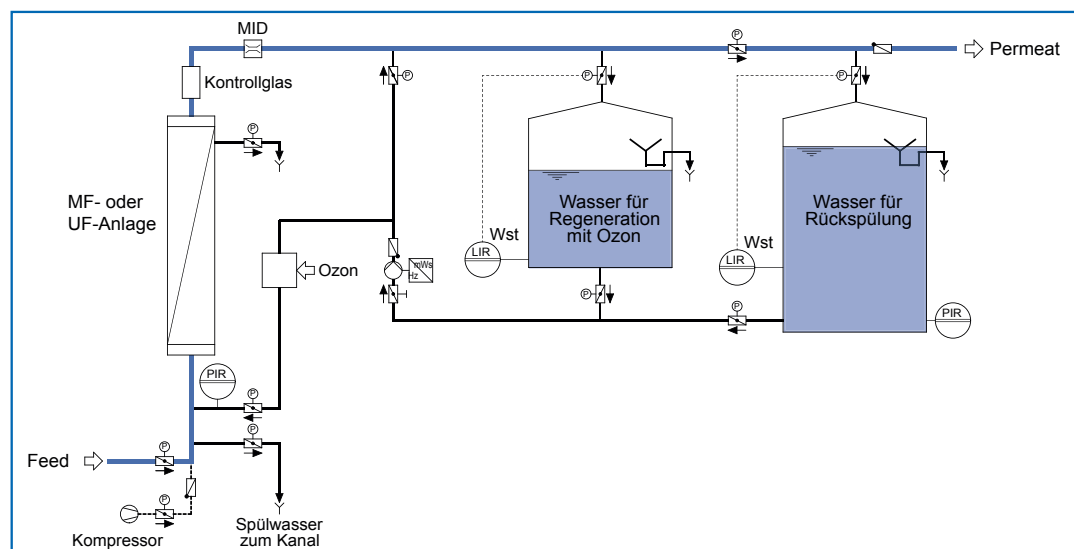 MID
P
Permeat
Kontrollglas
P
P
P
P
MF- oder
UF-Anlage
Wasser für
Regeneration
mit Ozon
Wasser für
Rückspülung
Wst
LIR
Wst
LIR
Ozon
mWs
Hz
P
P
PIR
PIR
P
P
Feed
P
P
Kompressor
Spülwasser
zum Kanal